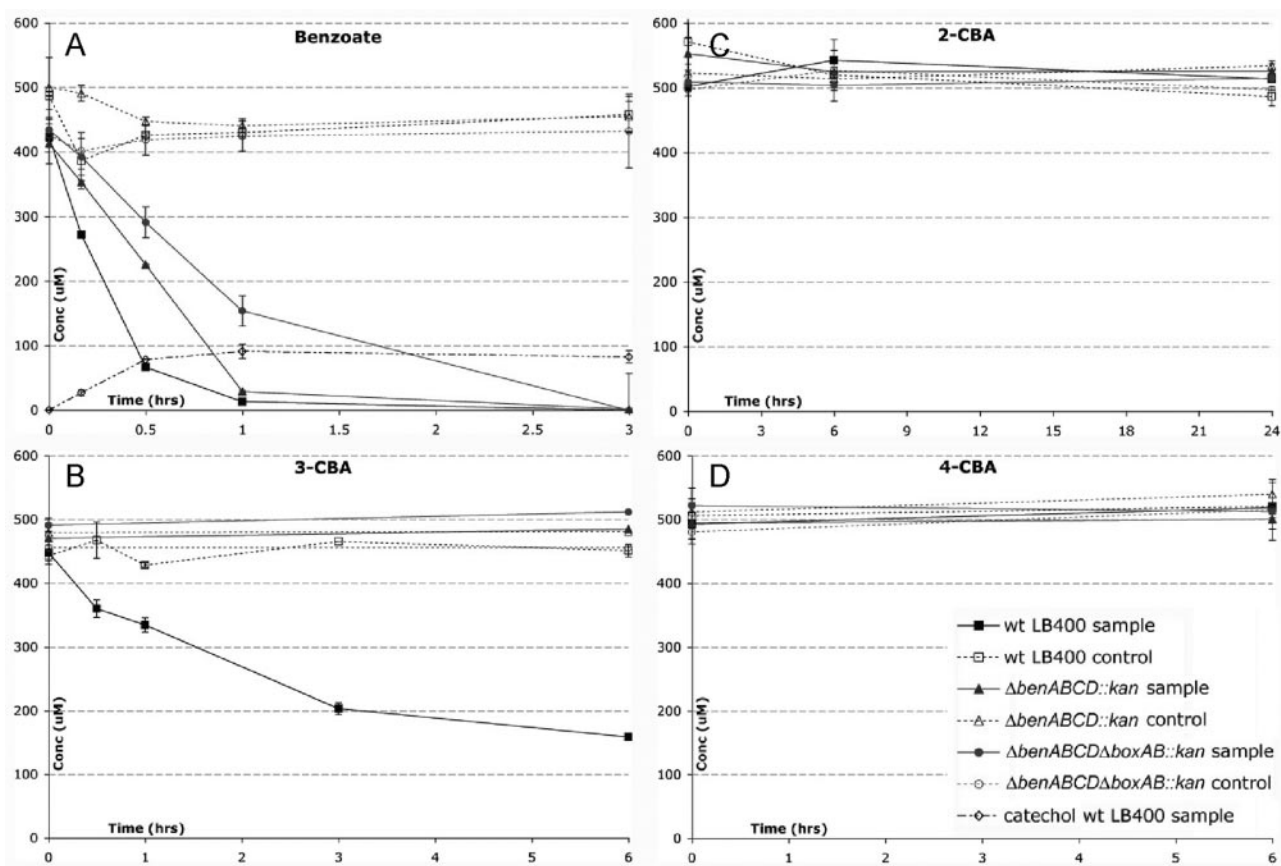 A
Benzoate
600
500
400
300
200
100
0
Conc (uM)
Time (hrs)
0 0.5 1 1.5 2 2.5 3
C
2-CBA
600
500
400
300
200
100
0
Conc (uM)
Time (hrs)
0 3 6 9 12 15 18 21 24
B
3-CBA
600
500
400
300
200
100
0
Conc (uM)
Time (hrs)
0 1 2 3 4 5 6
D
4-CBA
600
500
400
300
200
100
0
Conc (uM)
Time (hrs)
0 1 2 3 4 5 6
wt LB400 sample
wt LB400 control
ΔbenABCD::kan sample
ΔbenABCD::kan control
ΔbenABCDΔboxAB::kan sample
ΔbenABCDΔboxAB::kan control
catechol wt LB400 sample